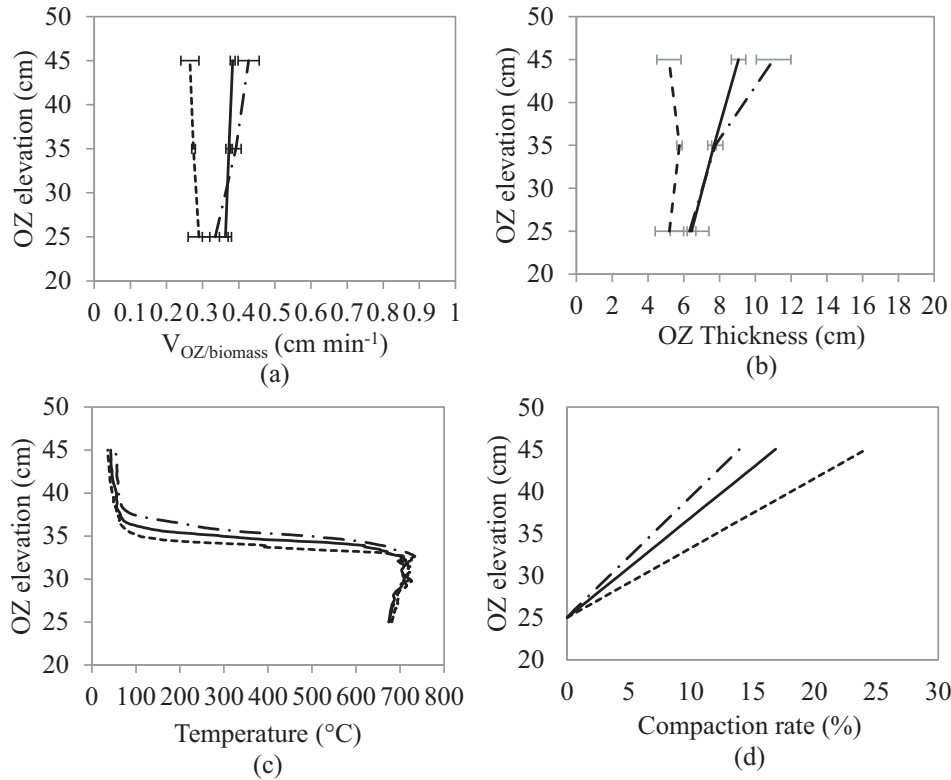 50
45
40
35
30
25
20
OZ elevation (cm)
0 0.1 0.2 0.3 0.4 0.5 0.6 0.7 0.8 0.9 1
V_OZ/biomass (cm min⁻¹)
(a)
50
45
40
35
30
25
20
OZ elevation (cm)
0 2 4 6 8 10 12 14 16 18 20
OZ Thickness (cm)
(b)
50
40
30
20
OZ elevation (cm)
0 100 200 300 400 500 600 700 800
Temperature (°C)
(c)
50
45
40
35
30
25
20
OZ elevation (cm)
0 5 10 15 20 25 30
Compaction rate (%)
(d)